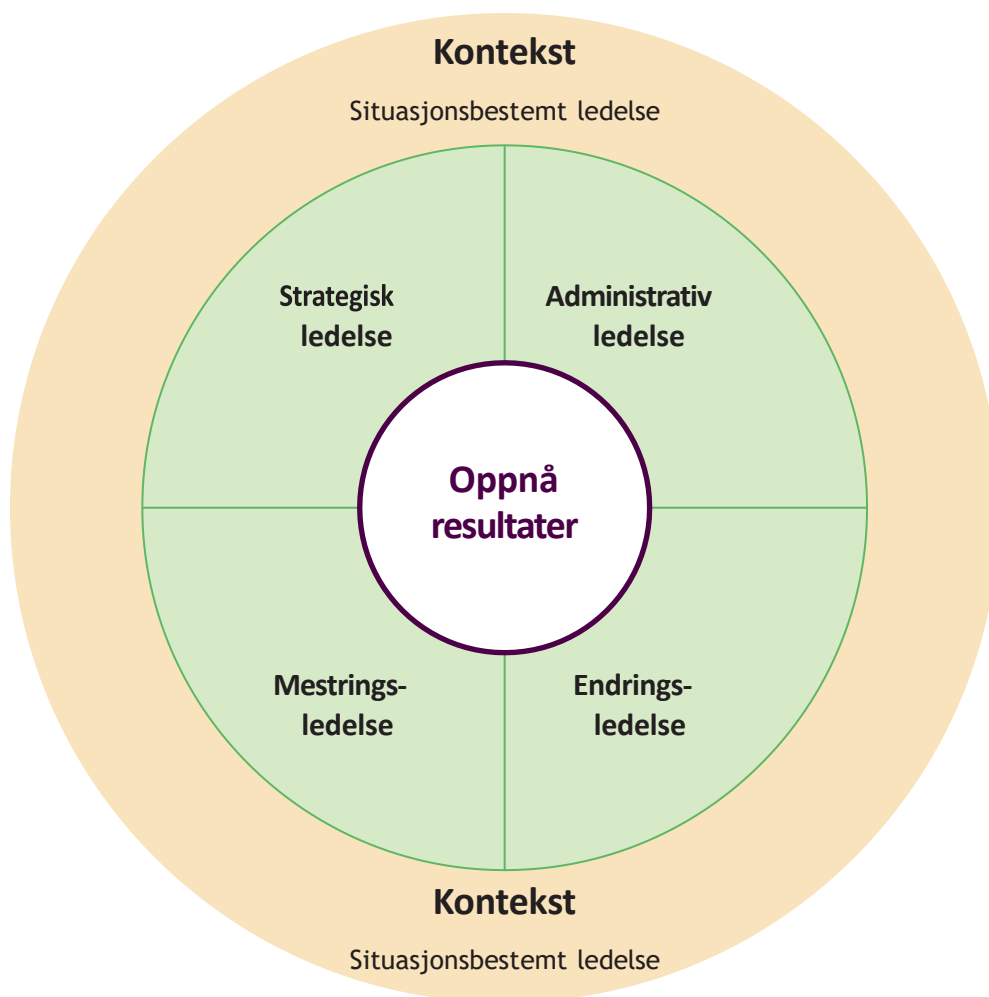 Kontekst
Situasjonsbestemt ledelse
Strategisk
ledelse
Administrativ
ledelse
Oppnå
resultater
Mestrings-
ledelse
Endrings-
ledelse
Kontekst
Situasjonsbestemt ledelse